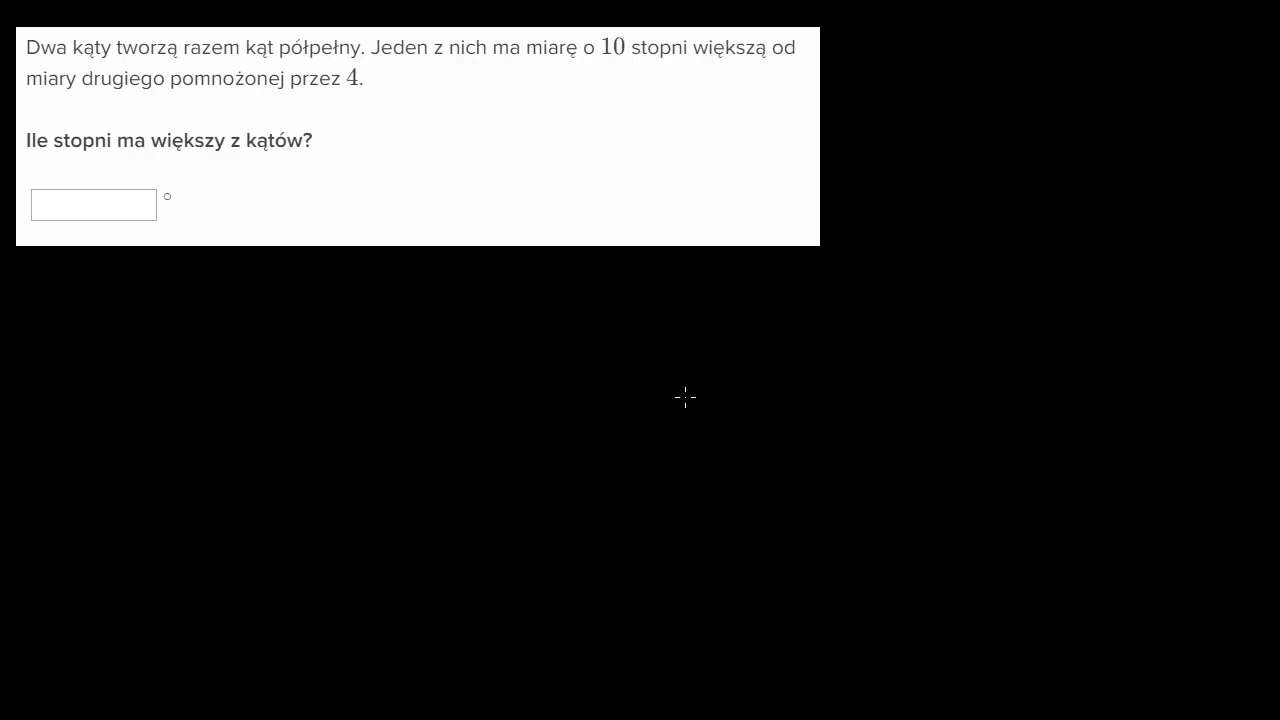 Dwa kąty tworzą razem kąt półpełny. Jeden z nich ma miarę o 10 stopni większą od
miary drugiego pomnożonej przez 4.
Ile stopni ma większy z kątów?
°